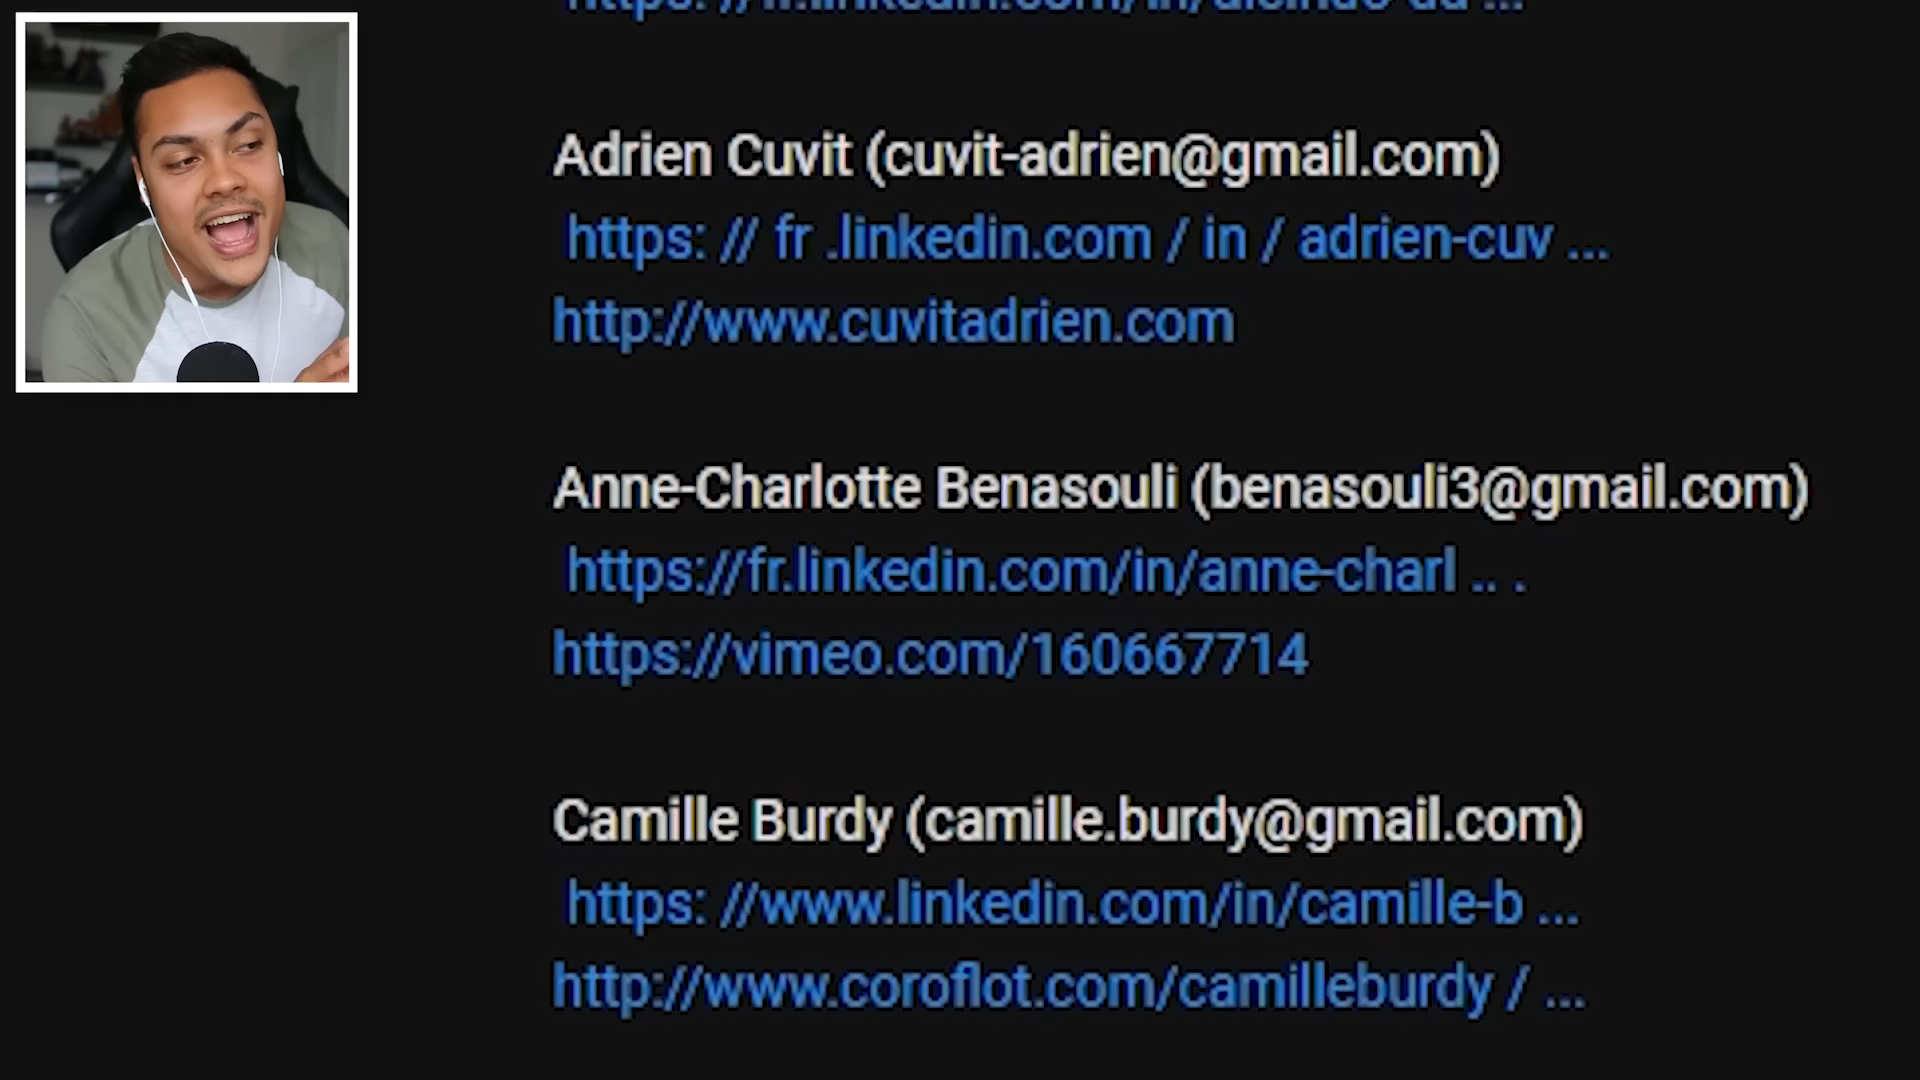 Adrien Cuvit (cuvit-adrien@gmail.com)
https: // fr .linkedin.com / in / adrien-cuv ...
http://www.cuvitadrien.com
Anne-Charlotte Benasouli (benasouli3@gmail.com)
https://fr.linkedin.com/in/anne-charl .. .
https://vimeo.com/160667714
Camille Burdy (camille.burdy@gmail.com)
https: //www.linkedin.com/in/camille-b ...
http://www.coroflot.com/camilleburdy / ...